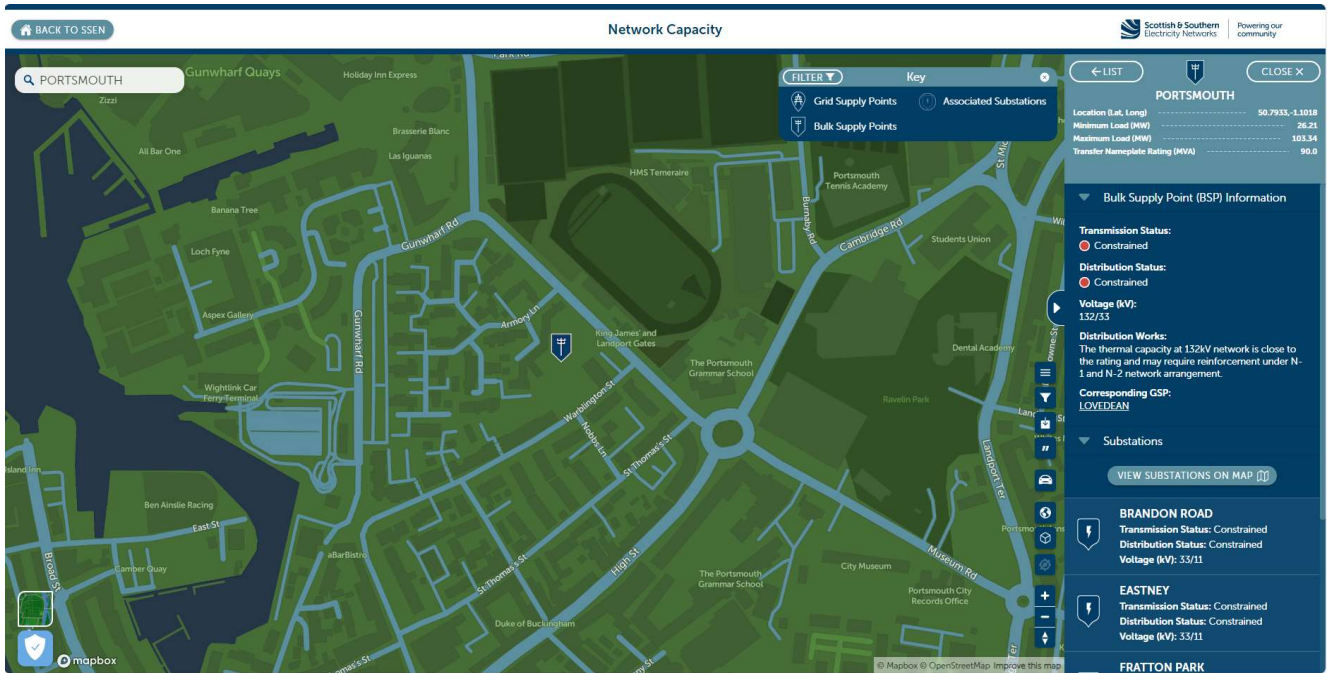 BACK TO SSEN
Network Capacity
Scottish & Southern
Electricity Networks
Powering our
community
PORTSMOUTH
Gunwharf Quays
Holiday Inn Express
Zizzi
Brasserie Blanc
All Bar One
Las Iguanas
HMS Temeraire
Banana Tree
Loch Fyne
Gunwharf Rd
Aspex Gallery
Gunwharf Rd
Armory Ln
King James' and
Landport Gates
Wightlink Car
Ferry Terminal
Warblington St
Nobbs Ln
St Thomas's St
The Portsmouth
Grammar School
Ben Ainslie Racing
East St
Broad St
Camber Quay
aBarBistro
St Thomas's St
High St
The Portsmouth
Grammar School
Duke of Buckingham
City Museum
Portsmouth City
Records Office
Museum Rd
Landport Ter
Ravelin Park
Dental Academy
Students Union
Cambridge Rd
Burnaby Rd
Portsmouth
Tennis Academy
mapbox
© Mapbox © OpenStreetMap Improve this map
FILTER
Key
Grid Supply Points
Associated Substations
Bulk Supply Points
LIST
CLOSE X
PORTSMOUTH
Location (Lat, Long) 50.7933,-1.1018
Minimum Load (MW) 26.21
Maximum Load (MW) 103.34
Transfer Nameplate Rating (MVA) 90.0
Bulk Supply Point (BSP) Information
Transmission Status:
Constrained
Distribution Status:
Constrained
Voltage (kV):
132/33
Distribution Works:
The thermal capacity at 132kV network is close to
the rating and may require reinforcement under N-
1 and N-2 network arrangement.
Corresponding GSP:
LOVEDEAN
Substations
VIEW SUBSTATIONS ON MAP
BRANDON ROAD
Transmission Status: Constrained
Distribution Status: Constrained
Voltage (kV): 33/11
EASTNEY
Transmission Status: Constrained
Distribution Status: Constrained
Voltage (kV): 33/11
FRATTON PARK